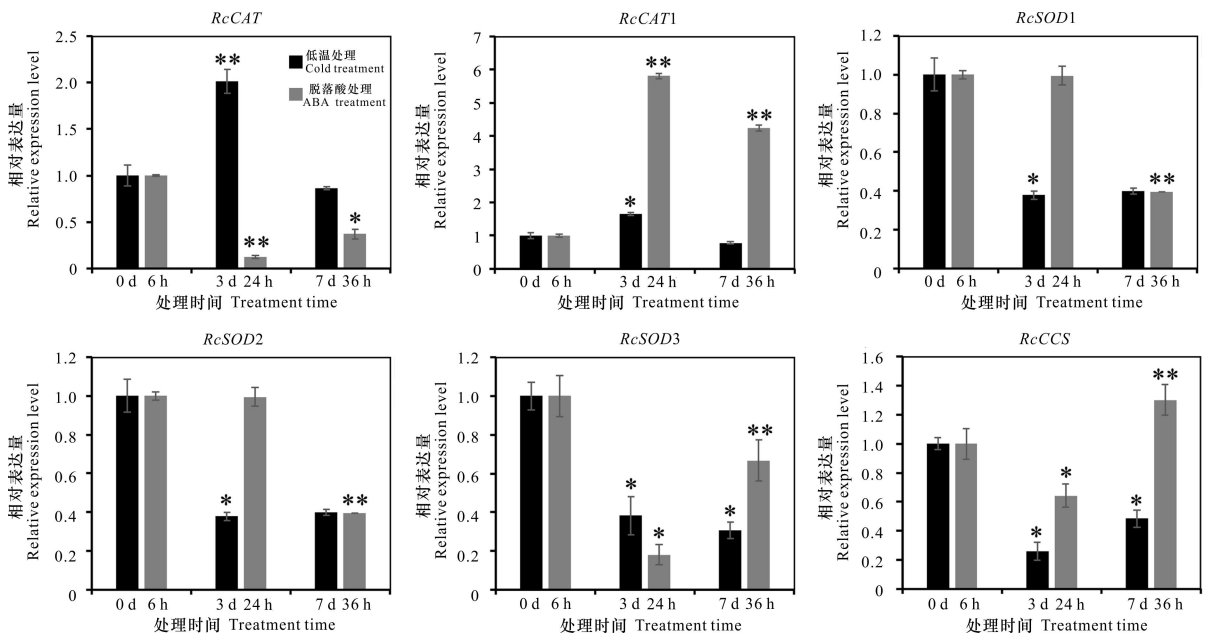 RcCAT
2.5
2.0
1.5
1.0
0.5
0
相对表达量
Relative expression level
低温处理
Cold treatment
脱落酸处理
ABA treatment
**
**
*
0 d 6 h 3 d 24 h 7 d 36 h
处理时间 Treatment time
RcCAT1
7
6
5
4
3
2
1
0
相对表达量
Relative expression level
*
**
**
0 d 6 h 3 d 24 h 7 d 36 h
处理时间 Treatment time
RcSOD1
1.2
1.0
0.8
0.6
0.4
0.2
0
相对表达量
Relative expression level
*
**
0 d 6 h 3 d 24 h 7 d 36 h
处理时间 Treatment time
RcSOD2
1.2
1.0
0.8
0.6
0.4
0.2
0
相对表达量
Relative expression level
*
**
0 d 6 h 3 d 24 h 7 d 36 h
处理时间 Treatment time
RcSOD3
1.2
1.0
0.8
0.6
0.4
0.2
0
相对表达量
Relative expression level
*
*
*
**
0 d 6 h 3 d 24 h 7 d 36 h
处理时间 Treatment time
RcCCS
1.6
1.4
1.2
1.0
0.8
0.6
0.4
0.2
0
相对表达量
Relative expression level
*
*
*
**
0 d 6 h 3 d 24 h 7 d 36 h
处理时间 Treatment time